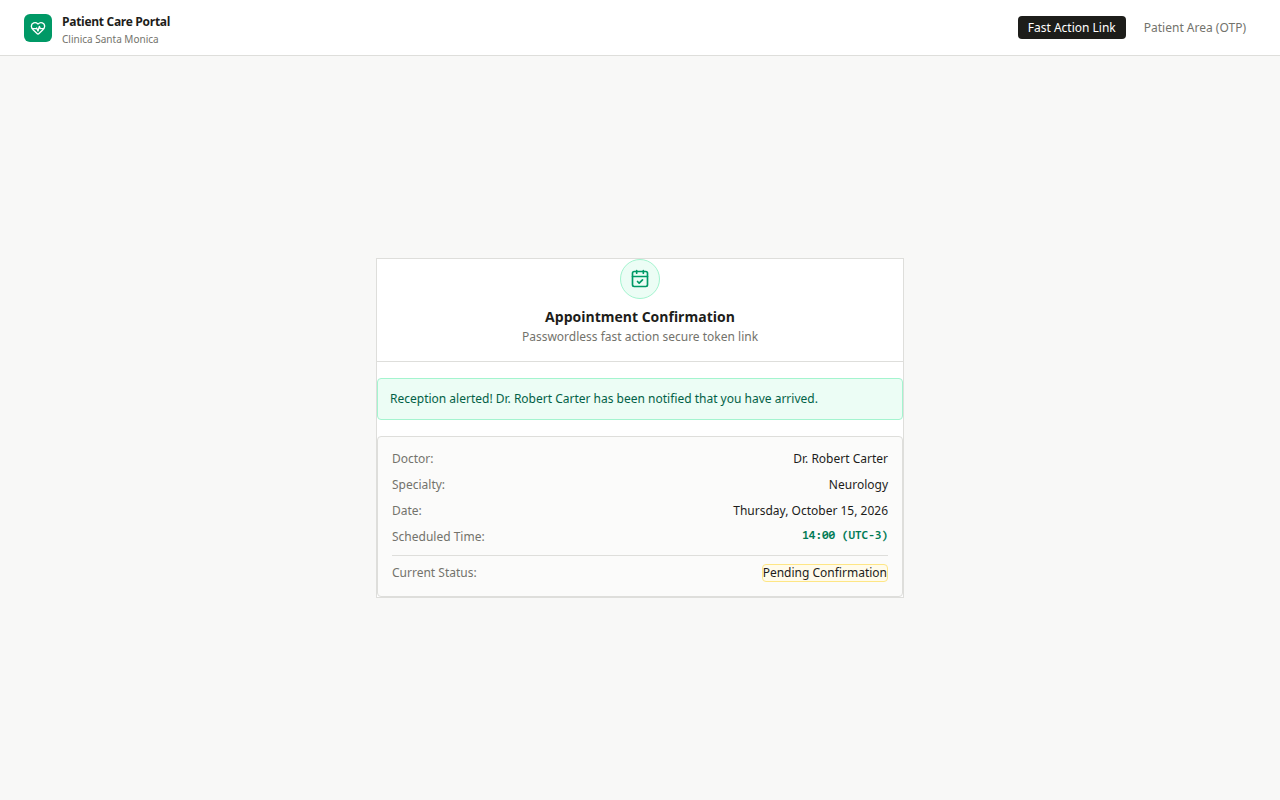 Patient Care Portal
Clinica Santa Monica
Fast Action Link
Patient Area (OTP)
Appointment Confirmation
Passwordless fast action secure token link
Reception alerted! Dr. Robert Carter has been notified that you have arrived.
Doctor: Dr. Robert Carter
Specialty: Neurology
Date: Thursday, October 15, 2026
Scheduled Time: 14:00 (UTC-3)
Current Status: Pending Confirmation